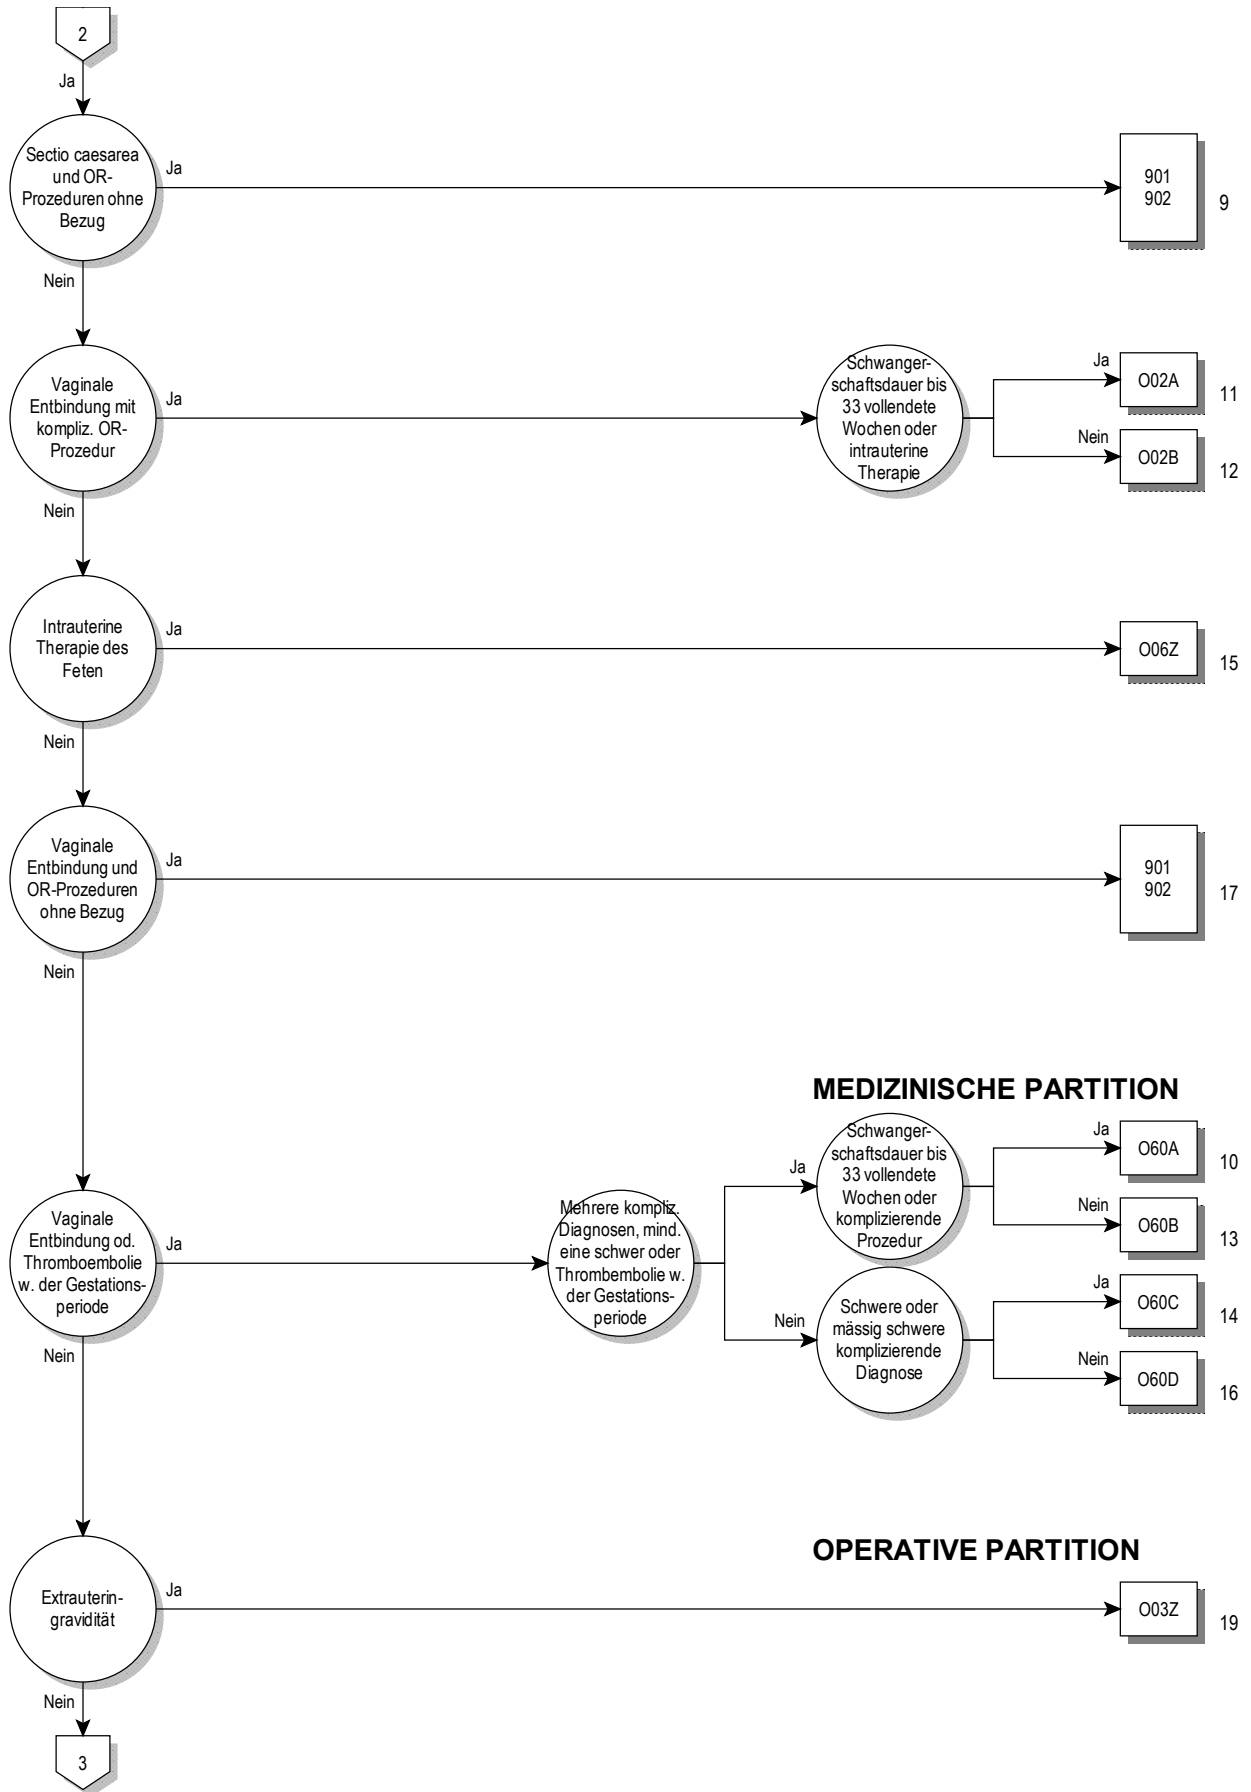 2
Ja
Sectio caesarea
und OR-
Prozeduren ohne
Bezug
Ja
901
902
9
Nein
Vaginale
Entbindung mit
kompliz. OR-
Prozedur
Ja
Schwanger-
schaftsdauer bis
33 vollendete
Wochen oder
intrauterine
Therapie
Ja
O02A
11
Nein
O02B
12
Nein
Intrauterine
Therapie des
Feten
Ja
O06Z
15
Nein
Vaginale
Entbindung und
OR-Prozeduren
ohne Bezug
Ja
901
902
17
Nein
MEDIZINISCHE PARTITION
Vaginale
Entbindung od.
Thromboembolie
w. der Gestations-
periode
Ja
Mehrere kompliz.
Diagnosen, mind.
eine schwer oder
Thrombembolie w.
der Gestations-
periode
Ja
Schwanger-
schaftsdauer bis
33 vollendete
Wochen oder
komplizierende
Prozedur
Ja
O60A
10
Nein
O60B
13
Nein
Schwere oder
mässig schwere
komplizierende
Diagnose
Ja
O60C
14
Nein
O60D
16
Nein
OPERATIVE PARTITION
Extrauterin-
gravidität
Ja
O03Z
19
Nein
3